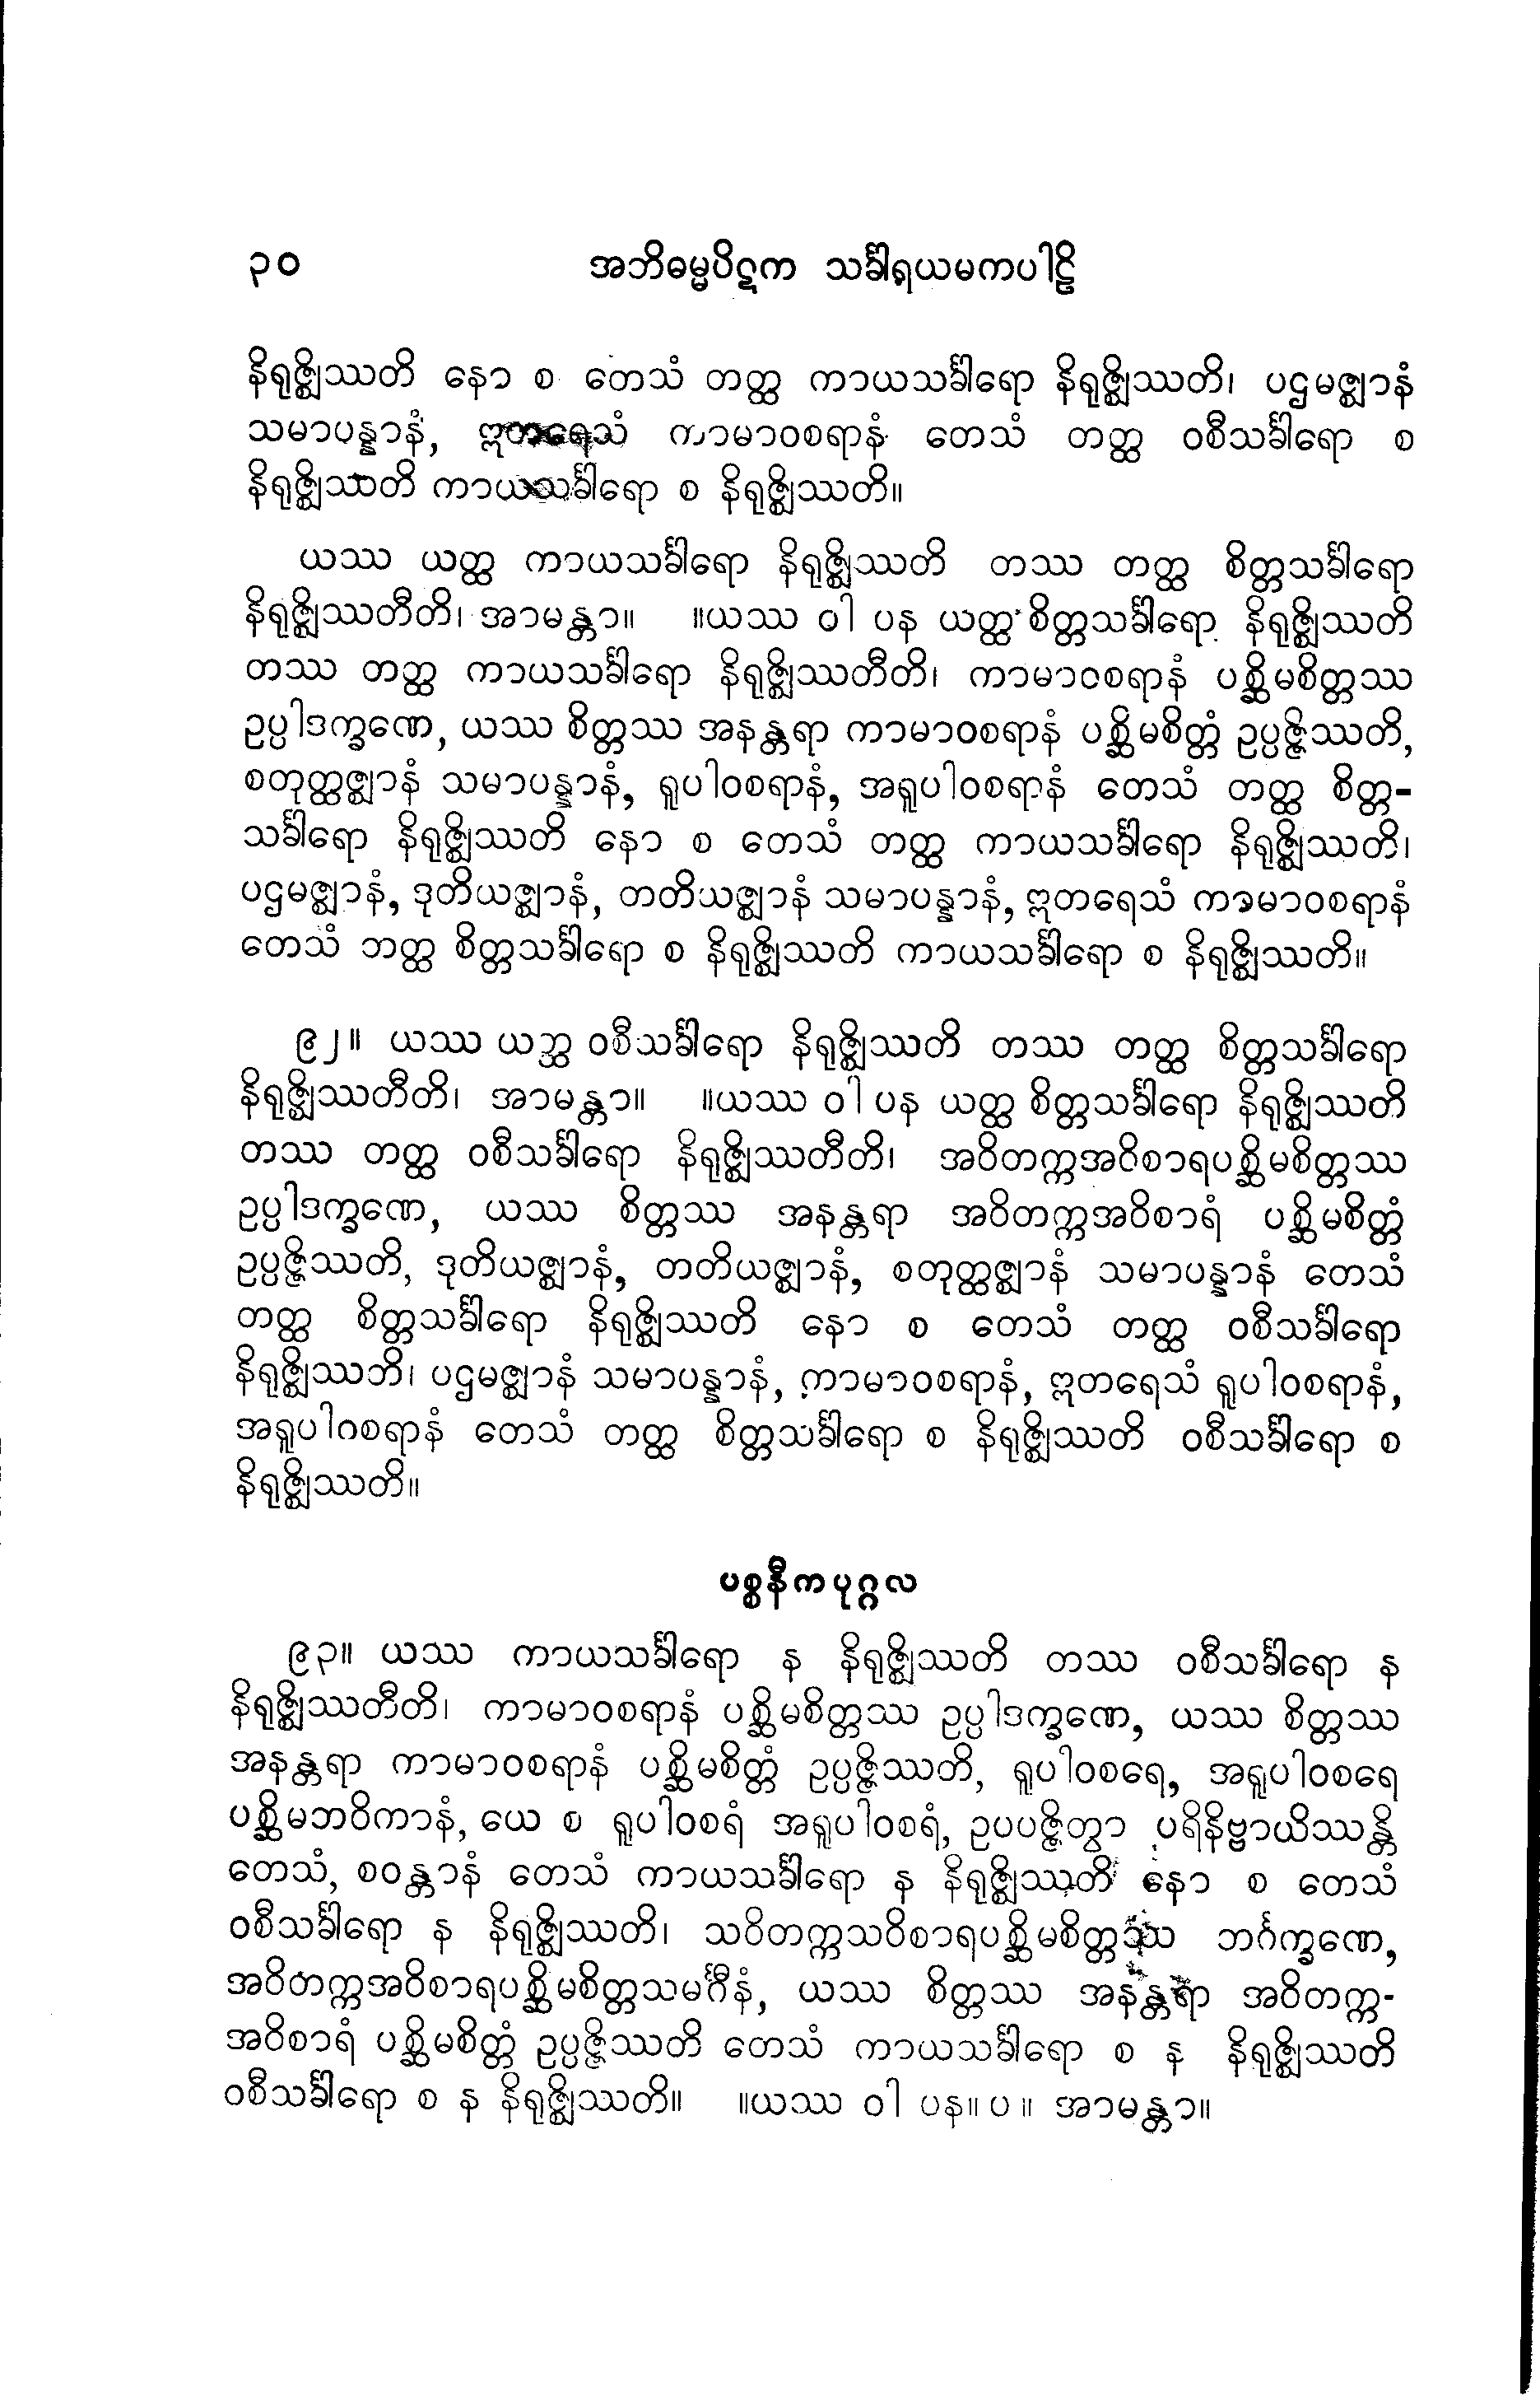 ၃၀ အဘိဓမ္မပိဋက သင်္ခါရယမကပါဠိ
နိရုဇ္ဈိဿတိ နော စ တေသံ တတ္ထ ကာယသင်္ခါရော နိရုဇ္ဈိဿတိ၊ ပဌမဇ္ဈာနံ
သမာပန္နာနံ, ဣတရေသံ ကာမာဝစရာနံ တေသံ တတ္ထ ဝစီသင်္ခါရော စ
နိရုဇ္ဈိဿတိ ကာယသင်္ခါရော စ နိရုဇ္ဈိဿတိ။
ယဿ ယတ္ထ ကာယသင်္ခါရော နိရုဇ္ဈိဿတိ တဿ တတ္ထ စိတ္တသင်္ခါရော
နိရုဇ္ဈိဿတီတိ၊ အာမန္တာ။ ။ယဿ ဝါ ပန ယတ္ထ စိတ္တသင်္ခါရော နိရုဇ္ဈိဿတိ
တဿ တတ္ထ ကာယသင်္ခါရော နိရုဇ္ဈိဿတီတိ၊ ကာမာဝစရာနံ ပစ္ဆိမစိတ္တဿ
ဥပ္ပါဒက္ခဏေ, ယဿ စိတ္တဿ အနန္တရာ ကာမာဝစရာနံ ပစ္ဆိမစိတ္တံ ဥပ္ပဇ္ဇိဿတိ,
စတုတ္ထဇ္ဈာနံ သမာပန္နာနံ, ရူပါဝစရာနံ, အရူပါဝစရာနံ တေသံ တတ္ထ စိတ္တ-
သင်္ခါရော နိရုဇ္ဈိဿတိ နော စ တေသံ တတ္ထ ကာယသင်္ခါရော နိရုဇ္ဈိဿတိ၊
ပဌမဇ္ဈာနံ, ဒုတိယဇ္ဈာနံ, တတိယဇ္ဈာနံ သမာပန္နာနံ, ဣတရေသံ ကာမာဝစရာနံ
တေသံ တတ္ထ စိတ္တသင်္ခါရော စ နိရုဇ္ဈိဿတိ ကာယသင်္ခါရော စ နိရုဇ္ဈိဿတိ။
၉၂။ ယဿ ယတ္ထ ဝစီသင်္ခါရော နိရုဇ္ဈိဿတိ တဿ တတ္ထ စိတ္တသင်္ခါရော
နိရုဇ္ဈိဿတီတိ၊ အာမန္တာ။ ။ယဿ ဝါ ပန ယတ္ထ စိတ္တသင်္ခါရော နိရုဇ္ဈိဿတိ
တဿ တတ္ထ ဝစီသင်္ခါရော နိရုဇ္ဈိဿတီတိ၊ အဝိတက္ကအဝိစာရပစ္ဆိမစိတ္တဿ
ဥပ္ပါဒက္ခဏေ, ယဿ စိတ္တဿ အနန္တရာ အဝိတက္ကအဝိစာရံ ပစ္ဆိမစိတ္တံ
ဥပ္ပဇ္ဇိဿတိ, ဒုတိယဇ္ဈာနံ, တတိယဇ္ဈာနံ, စတုတ္ထဇ္ဈာနံ သမာပန္နာနံ တေသံ
တတ္ထ စိတ္တသင်္ခါရော နိရုဇ္ဈိဿတိ နော စ တေသံ တတ္ထ ဝစီသင်္ခါရော
နိရုဇ္ဈိဿတိ၊ ပဌမဇ္ဈာနံ သမာပန္နာနံ, ကာမာဝစရာနံ, ဣတရေသံ ရူပါဝစရာနံ,
အရူပါဝစရာနံ တေသံ တတ္ထ စိတ္တသင်္ခါရော စ နိရုဇ္ဈိဿတိ ဝစီသင်္ခါရော စ
နိရုဇ္ဈိဿတိ။
ပစ္စနီကပုဂ္ဂလ
၉၃။ ယဿ ကာယသင်္ခါရော န နိရုဇ္ဈိဿတိ တဿ ဝစီသင်္ခါရော န
နိရုဇ္ဈိဿတီတိ၊ ကာမာဝစရာနံ ပစ္ဆိမစိတ္တဿ ဥပ္ပါဒက္ခဏေ, ယဿ စိတ္တဿ
အနန္တရာ ကာမာဝစရာနံ ပစ္ဆိမစိတ္တံ ဥပ္ပဇ္ဇိဿတိ, ရူပါဝစရေ, အရူပါဝစရေ
ပစ္ဆိမဘဝိကာနံ, ယေ စ ရူပါဝစရံ အရူပါဝစရံ, ဥပပဇ္ဇိတွာ ပရိနိဗ္ဗာယိဿန္တိ
တေသံ, စဝန္တာနံ တေသံ ကာယသင်္ခါရော န နိရုဇ္ဈိဿတိ နော စ တေသံ
ဝစီသင်္ခါရော န နိရုဇ္ဈိဿတိ၊ သဝိတက္ကသဝိစာရပစ္ဆိမစိတ္တဿ ဘင်္ဂက္ခဏေ,
အဝိတက္ကအဝိစာရပစ္ဆိမစိတ္တသမင်္ဂီနံ, ယဿ စိတ္တဿ အနန္တရာ အဝိတက္က-
အဝိစာရံ ပစ္ဆိမစိတ္တံ ဥပ္ပဇ္ဇိဿတိ တေသံ ကာယသင်္ခါရော စ န နိရုဇ္ဈိဿတိ
ဝစီသင်္ခါရော စ န နိရုဇ္ဈိဿတိ။ ။ယဿ ဝါ ပန။ပ။ အာမန္တာ။